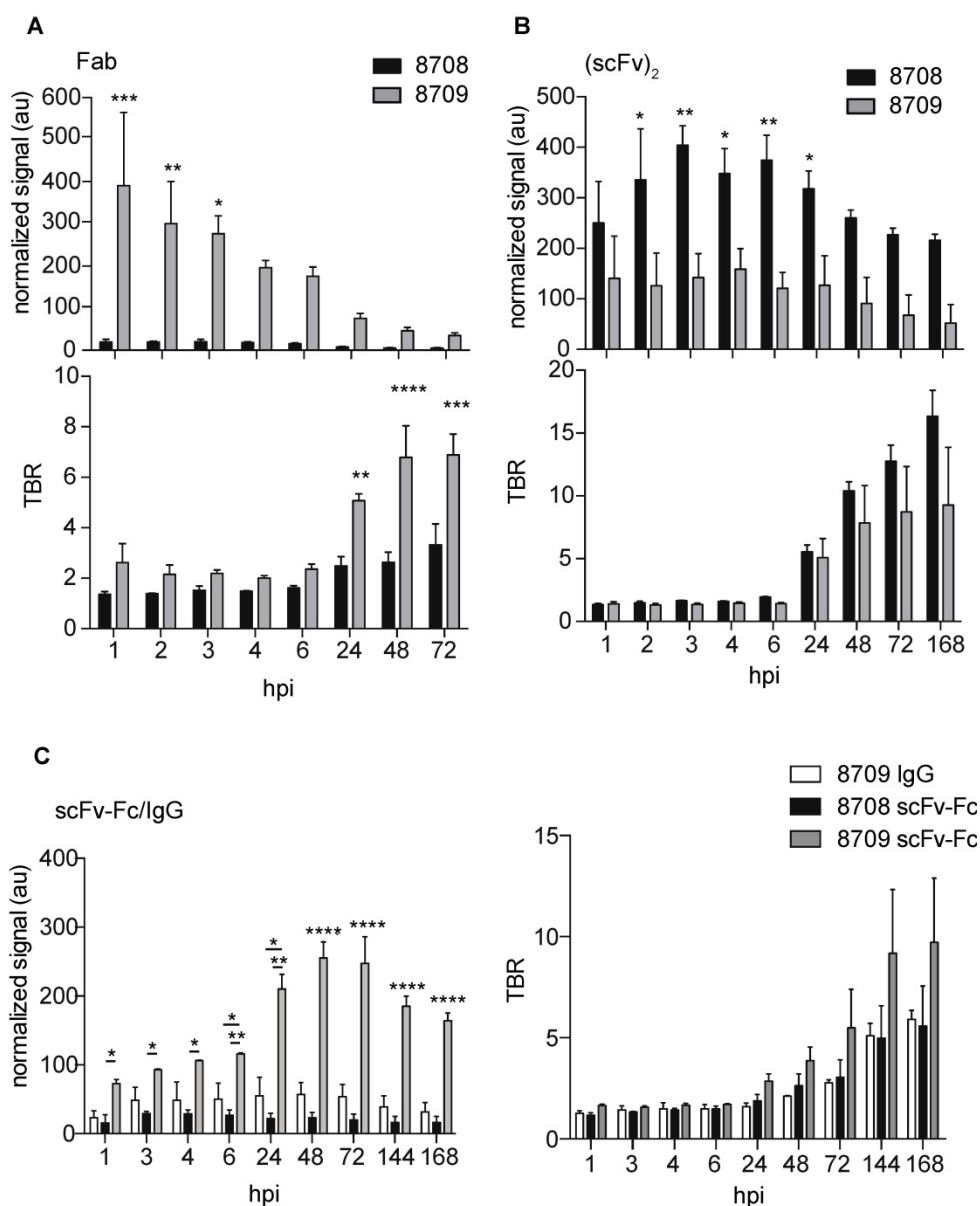 A
Fab
8708
8709
normalized signal (au)
600
500
400
300
200
100
0
***
**
*
TBR
10
8
6
4
2
0
**
****
***
1 2 3 4 6 24 48 72
hpi
B
(scFv)2
8708
8709
normalized signal (au)
500
400
300
200
100
0
* ** * ** *
TBR
20
15
10
5
0
1 2 3 4 6 24 48 72 168
hpi
C
scFv-Fc/IgG
normalized signal (au)
400
300
200
100
0
*
*
*
*
**
*
**
****
****
****
****
1 3 4 6 24 48 72 144 168
hpi
8709 IgG
8708 scFv-Fc
8709 scFv-Fc
TBR
15
10
5
0
1 3 4 6 24 48 72 144 168
hpi